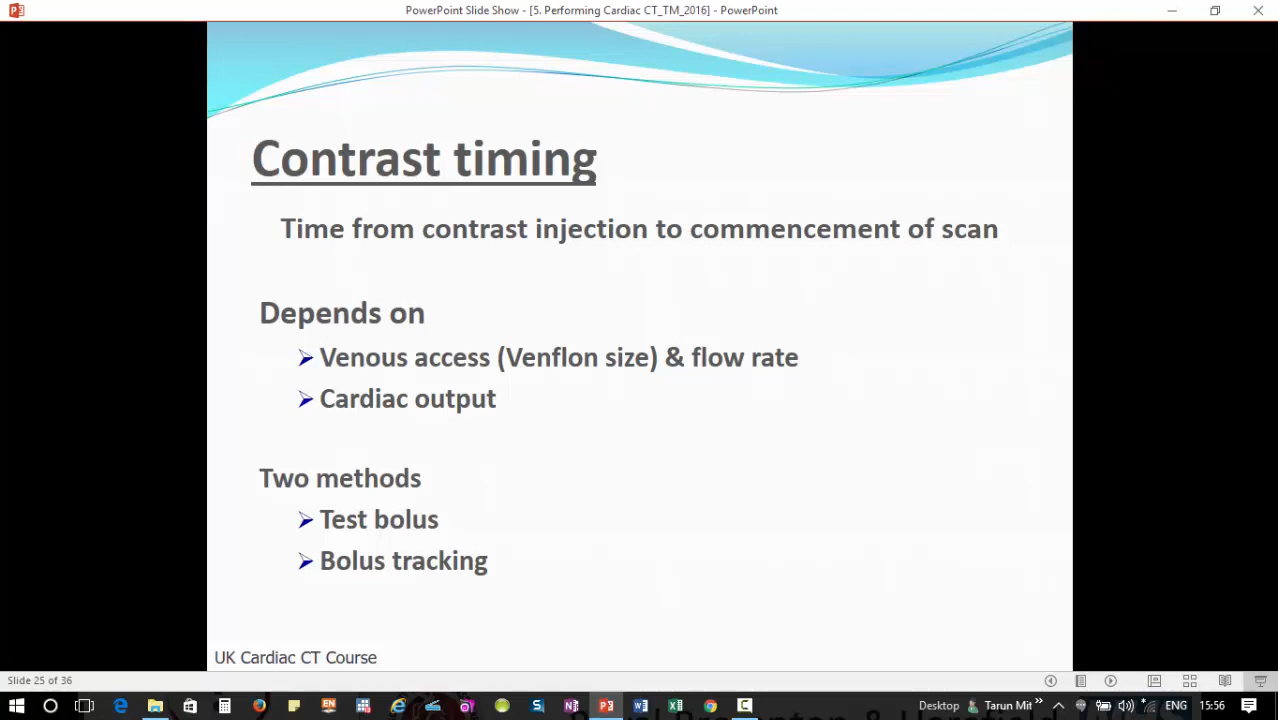 PowerPoint Slide Show - [5. Performing Cardiac CT_TM_2016] - PowerPoint
Contrast timing
Time from contrast injection to commencement of scan
Depends on
Venous access (Venflon size) & flow rate
Cardiac output
Two methods
Test bolus
Bolus tracking
UK Cardiac CT Course
Slide 25 of 36
Desktop Tarun Mit ENG 15:56